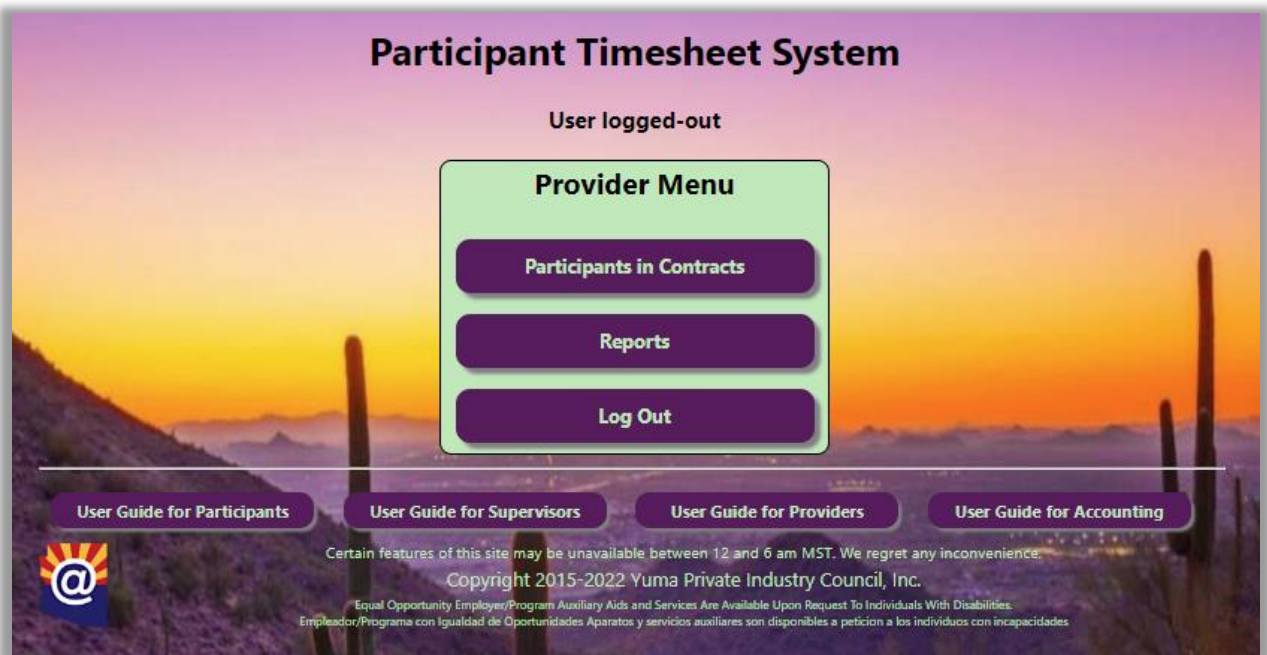 Participant Timesheet System
User logged-out
Provider Menu
Participants in Contracts
Reports
Log Out
User Guide for Participants
User Guide for Supervisors
User Guide for Providers
User Guide for Accounting
@
Certain features of this site may be unavailable between 12 and 6 am MST. We regret any inconvenience.
Copyright 2015-2022 Yuma Private Industry Council, Inc.
Equal Opportunity Employer/Program Auxiliary Aids and Services Are Available Upon Request To Individuals With Disabilities.
Empleador/Programa con Igualdad de Oportunidades Aparatos y servicios auxiliares son disponibles a peticion a los individuos con incapacidades